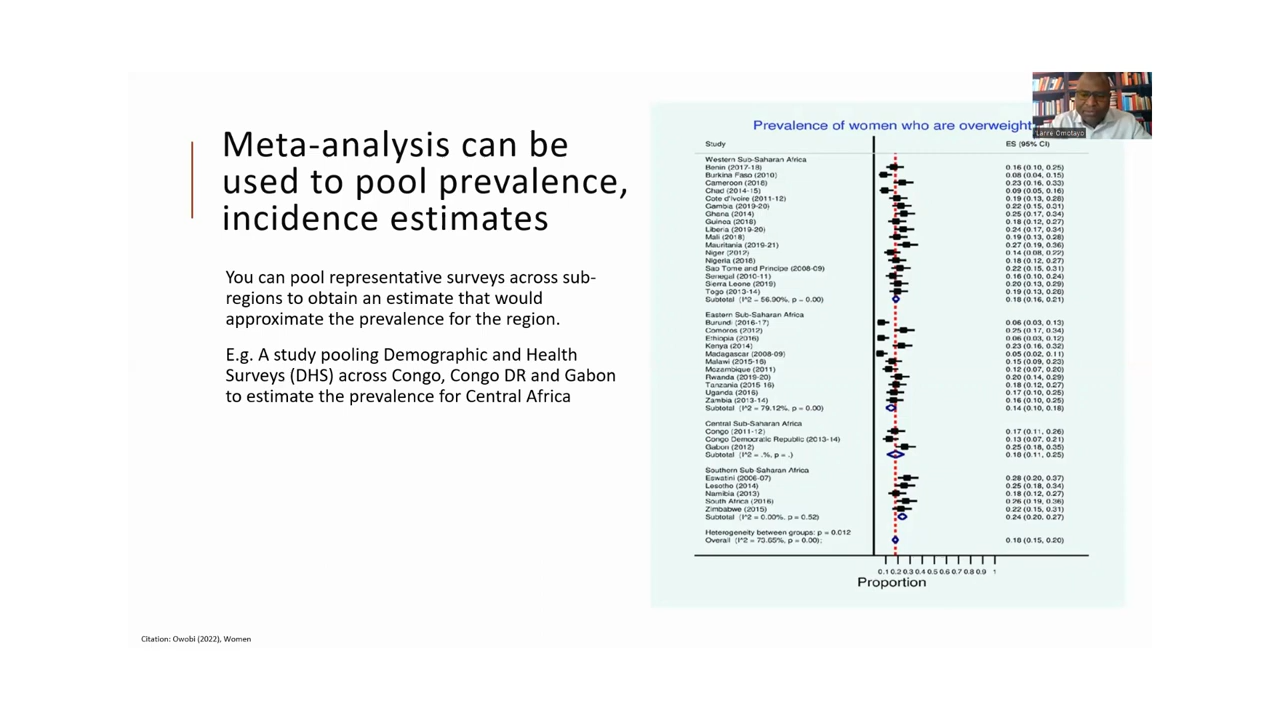 Meta-analysis can be
used to pool prevalence,
incidence estimates
You can pool representative surveys across sub-
regions to obtain an estimate that would
approximate the prevalence for the region.
E.g. A study pooling Demographic and Health
Surveys (DHS) across Congo, Congo DR and Gabon
to estimate the prevalence for Central Africa
Citation: Owobi (2022), Women
Larre Omotayo
Prevalence of women who are overweight
Study ES (95% CI)
Western Sub-Saharan Africa
Benin (2017-18) 0.16 (0.10, 0.25)
Burkina Faso (2010) 0.08 (0.04, 0.15)
Cameroon (2018) 0.23 (0.16, 0.33)
Chad (2014-15) 0.09 (0.05, 0.16)
Cote d'Ivoire (2011-12) 0.19 (0.13, 0.28)
Gambia (2019-20) 0.22 (0.15, 0.31)
Ghana (2014) 0.25 (0.17, 0.34)
Guinea (2018) 0.18 (0.12, 0.27)
Liberia (2019-20) 0.24 (0.17, 0.34)
Mali (2018) 0.19 (0.13, 0.28)
Mauritania (2019-21) 0.27 (0.19, 0.36)
Niger (2012) 0.14 (0.08, 0.22)
Nigeria (2018) 0.18 (0.12, 0.27)
Sao Tome and Principe (2008-09) 0.22 (0.15, 0.31)
Senegal (2010-11) 0.16 (0.10, 0.24)
Sierra Leone (2019) 0.20 (0.13, 0.29)
Togo (2013-14) 0.19 (0.13, 0.28)
Subtotal (I^2 = 56.90%, p = 0.00) 0.18 (0.16, 0.21)
Eastern Sub-Saharan Africa
Burundi (2016-17) 0.06 (0.03, 0.13)
Comoros (2012) 0.25 (0.17, 0.34)
Ethiopia (2016) 0.06 (0.03, 0.12)
Kenya (2014) 0.23 (0.16, 0.32)
Madagascar (2008-09) 0.05 (0.02, 0.11)
Malawi (2015-16) 0.15 (0.09, 0.23)
Mozambique (2011) 0.12 (0.07, 0.20)
Rwanda (2019-20) 0.20 (0.14, 0.29)
Tanzania (2015-16) 0.18 (0.12, 0.27)
Uganda (2016) 0.17 (0.10, 0.25)
Zambia (2013-14) 0.16 (0.10, 0.25)
Subtotal (I^2 = 79.12%, p = 0.00) 0.14 (0.10, 0.18)
Central Sub-Saharan Africa
Congo (2011-12) 0.17 (0.11, 0.26)
Congo Democratic Republic (2013-14) 0.13 (0.07, 0.21)
Gabon (2012) 0.25 (0.18, 0.35)
Subtotal (I^2 = .%, p = .) 0.18 (0.11, 0.25)
Southern Sub-Saharan Africa
Eswatini (2006-07) 0.28 (0.20, 0.37)
Lesotho (2014) 0.25 (0.18, 0.34)
Namibia (2013) 0.18 (0.12, 0.27)
South Africa (2016) 0.26 (0.19, 0.36)
Zimbabwe (2015) 0.22 (0.15, 0.31)
Subtotal (I^2 = 0.00%, p = 0.52) 0.24 (0.20, 0.27)
Heterogeneity between groups: p = 0.012
Overall (I^2 = 73.65%, p = 0.00); 0.18 (0.15, 0.20)
0.1 0.2 0.3 0.4 0.5 0.6 0.7 0.8 0.9 1
Proportion